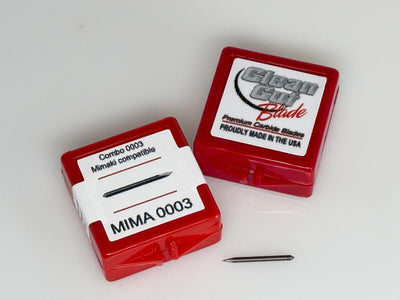 Combo 0003
Mimaki compatible
MIMA 0003
Clean
Cut
Blade
Premium Carbide Blades
PROUDLY MADE IN THE USA